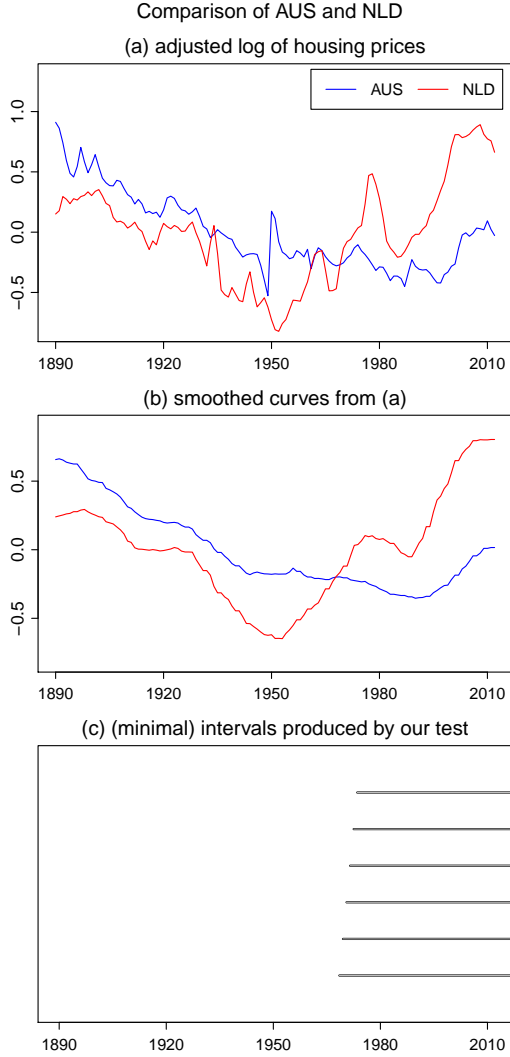 Comparison of AUS and NLD
(a) adjusted log of housing prices
AUS NLD
1.0
0.5
0.0
−0.5
1890 1920 1950 1980 2010
(b) smoothed curves from (a)
0.5
0.0
−0.5
1890 1920 1950 1980 2010
(c) (minimal) intervals produced by our test
1890 1920 1950 1980 2010